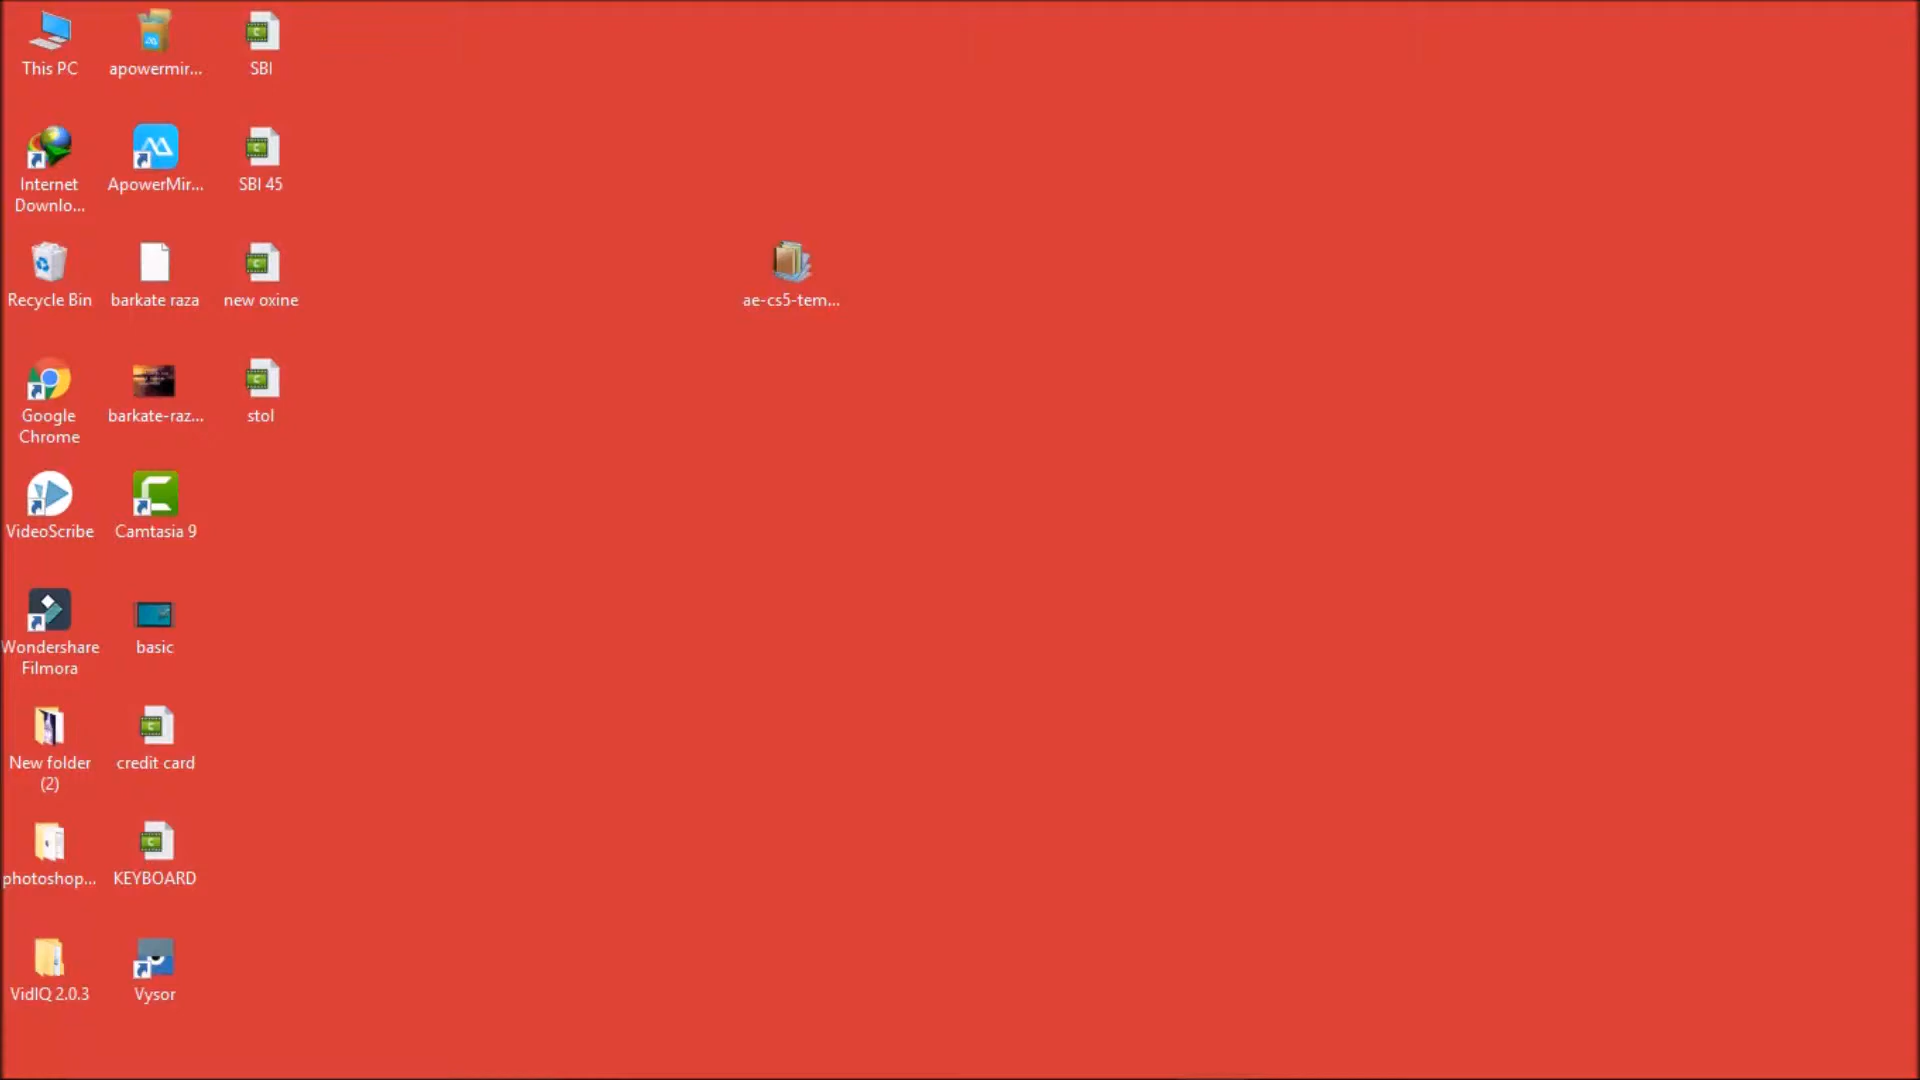 This PC
apowermir...
SBI
Internet
Downlo...
ApowerMir...
SBI 45
Recycle Bin
barkate raza
new oxine
ae-cs5-tem...
Google
Chrome
barkate-raz...
stol
VideoScribe
Camtasia 9
Wondershare
Filmora
basic
New folder
(2)
credit card
photoshop...
KEYBOARD
VidIQ 2.0.3
Vysor